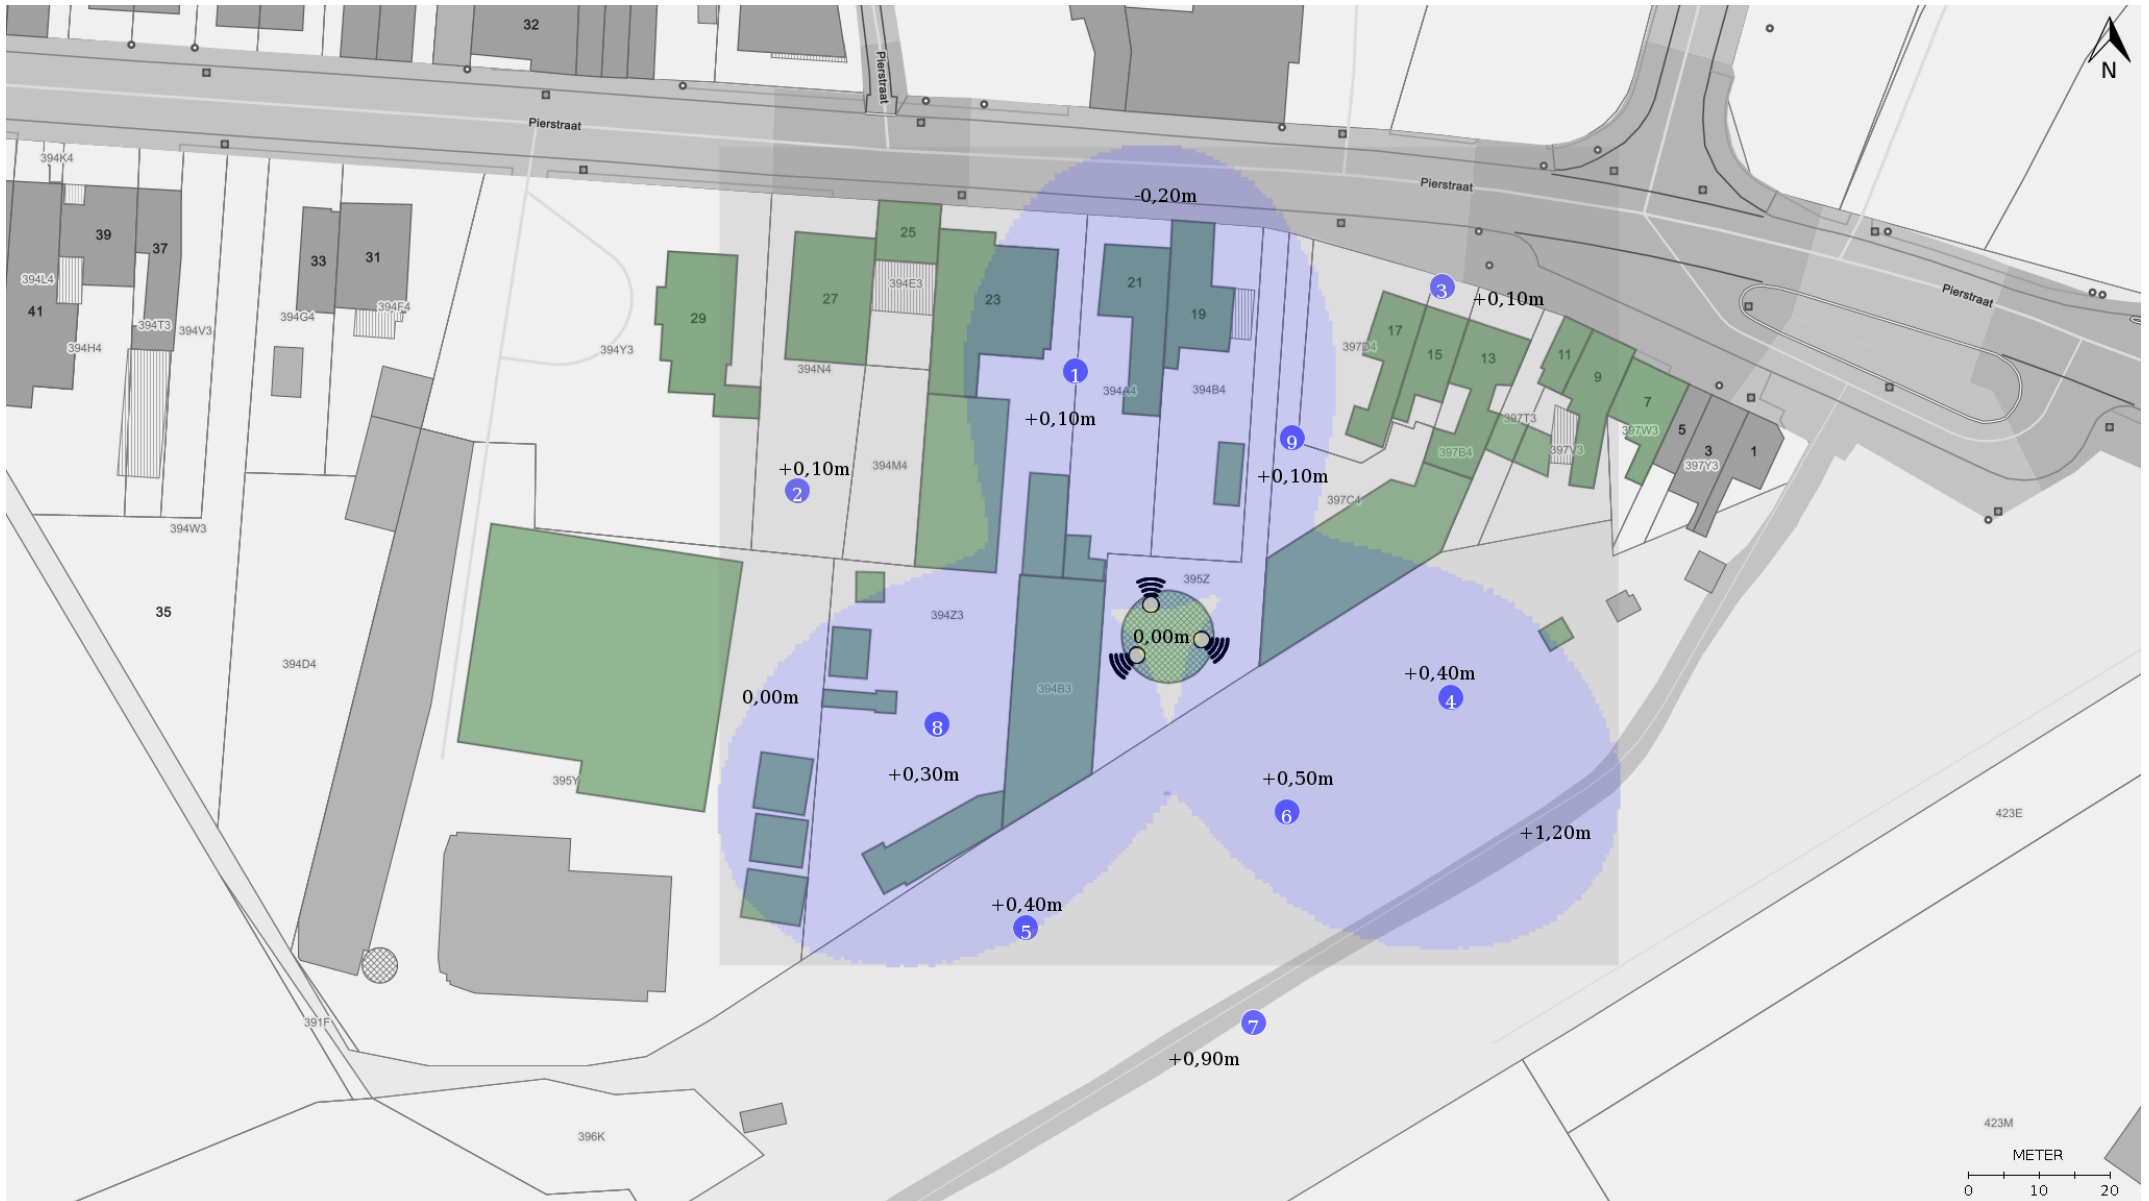 32
Pierstraat
N
Pierstraat
394K4
Pierstraat
-0,20m
39
37
33
31
25
394L4
41
394T3
394V3
394G4
394F4
394H4
394Y3
29
27
394E3
23
21
19
3
+0,10m
Pierstraat
17
15
13
11
9
7
5
3
1
397D4
394N4
1
394A4
394B4
+0,10m
397T3
397W3
397B4
397V3
397Y3
9
+0,10m
394M4
+0,10m
2
397C4
394W3
35
394D4
394Z3
395Z
0,00m
394B3
0,00m
+0,40m
4
8
+0,30m
395Y
+0,50m
6
+1,20m
423E
+0,40m
5
391F
7
+0,90m
396K
423M
METER
0 10 20